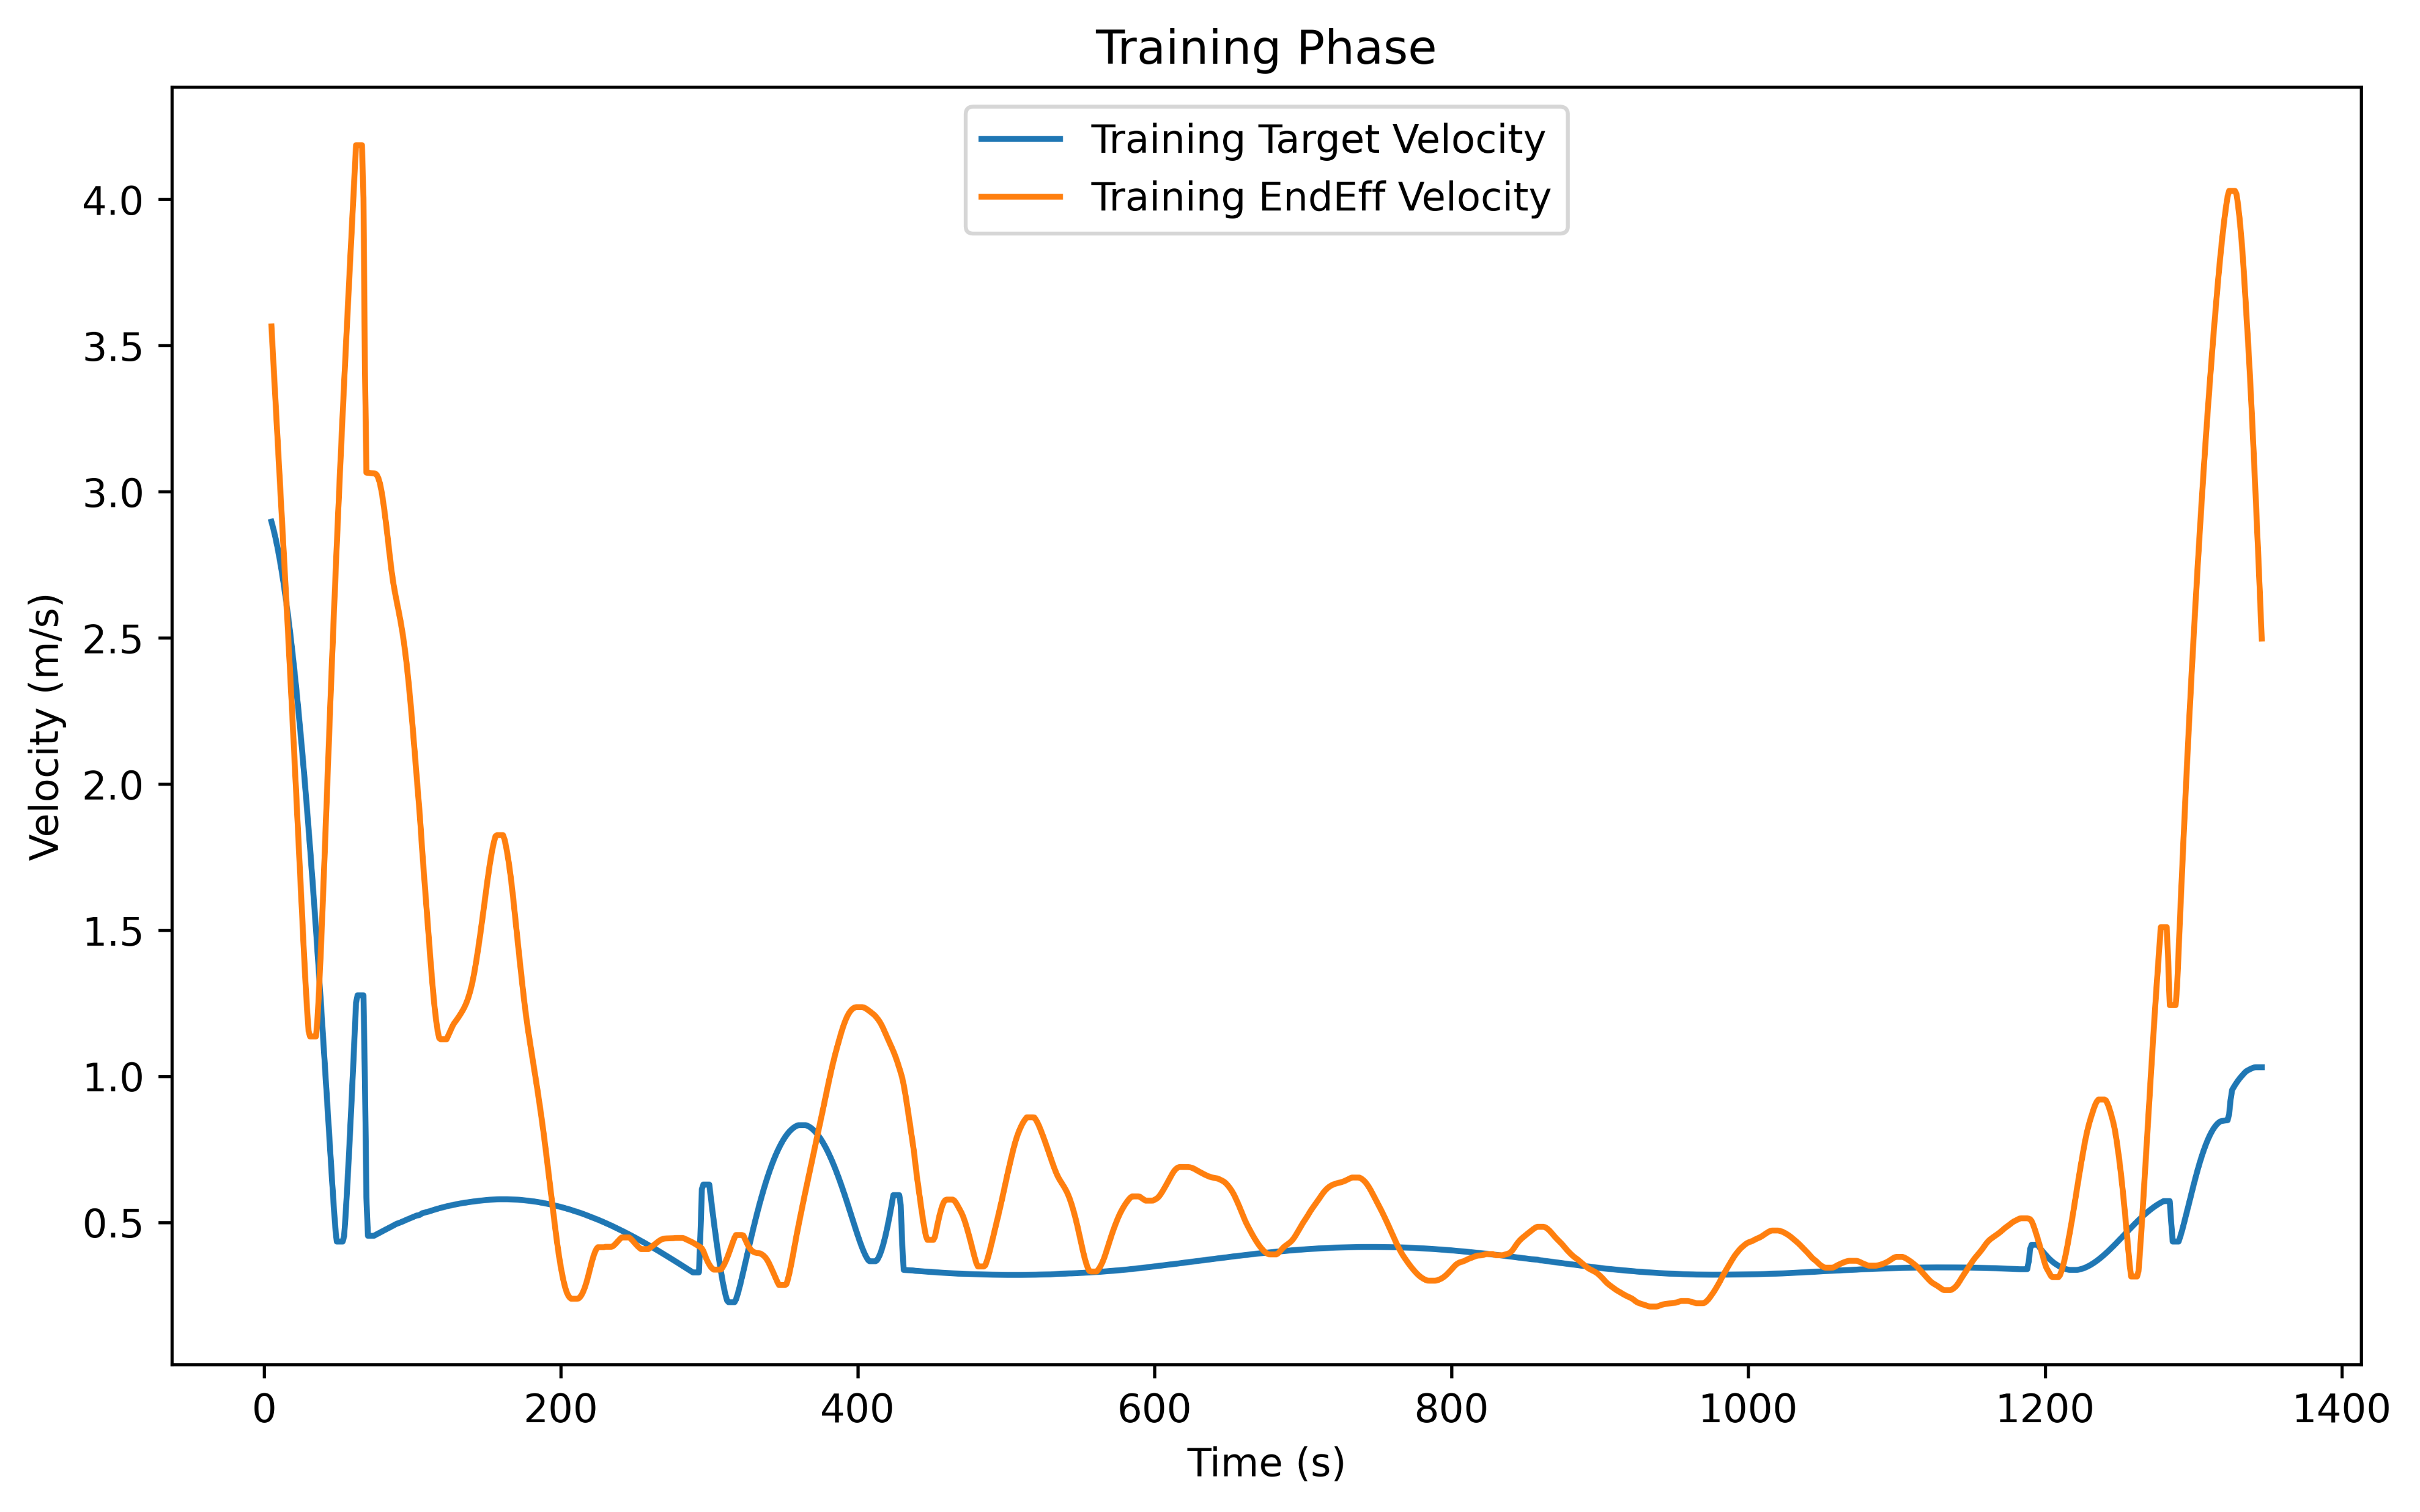 Training Phase
Training Target Velocity
Training EndEff Velocity
4.0
3.5
3.0
2.5
2.0
1.5
1.0
0.5
Velocity (m/s)
0 200 400 600 800 1000 1200 1400
Time (s)